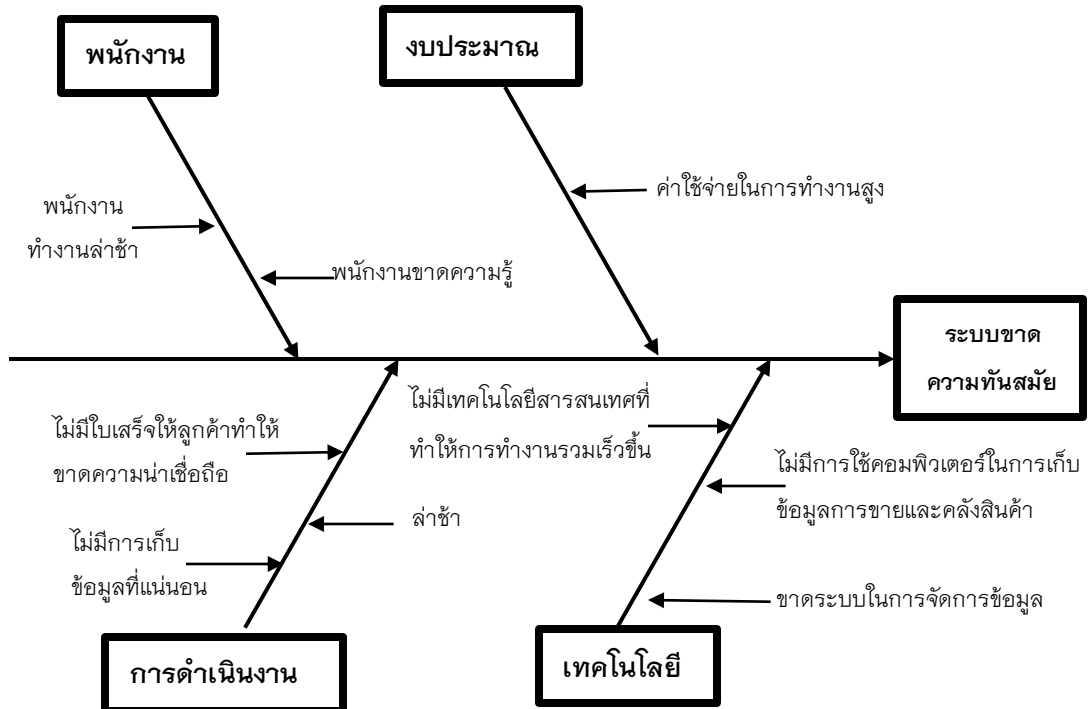 พนักงาน
งบประมาณ
ค่าใช้จ่ายในการทำงานสูง
พนักงาน
ทำงานล่าช้า
พนักงานขาดความรู้
ระบบขาด
ความทันสมัย
ไม่มีใบเสร็จให้ลูกค้าทำให้
ขาดความน่าเชื่อถือ
ไม่มีเทคโนโลยีสารสนเทศที่
ทำให้การทำงานรวมเร็วขึ้น
ไม่มีการใช้คอมพิวเตอร์ในการเก็บ
ข้อมูลการขายและคลังสินค้า
ล่าช้า
ไม่มีการเก็บ
ข้อมูลที่แน่นอน
ขาดระบบในการจัดการข้อมูล
การดำเนินงาน
เทคโนโลยี